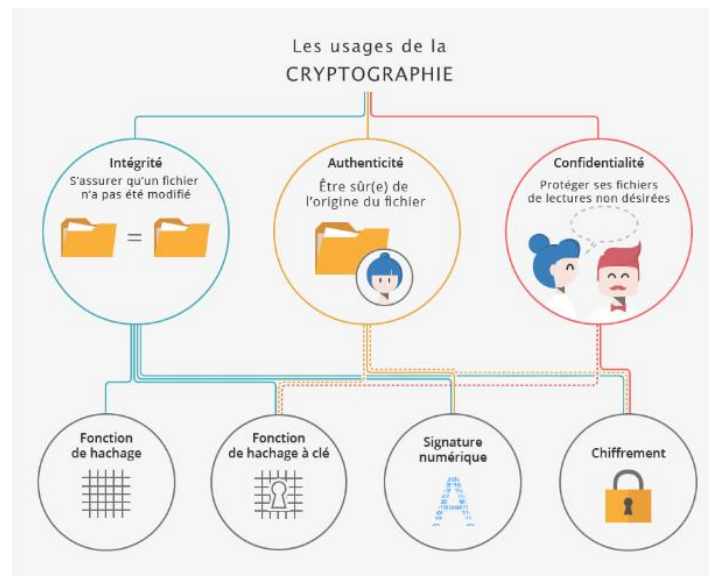 Les usages de la
CRYPTOGRAPHIE
Intégrité
S'assurer qu'un fichier
n'a pas été modifié
=
Authenticité
Être sûr(e) de
l'origine du fichier
Confidentialité
Protéger ses fichiers
de lectures non désirées
Fonction
de hachage
Fonction
de hachage à clé
Signature
numérique
Chiffrement